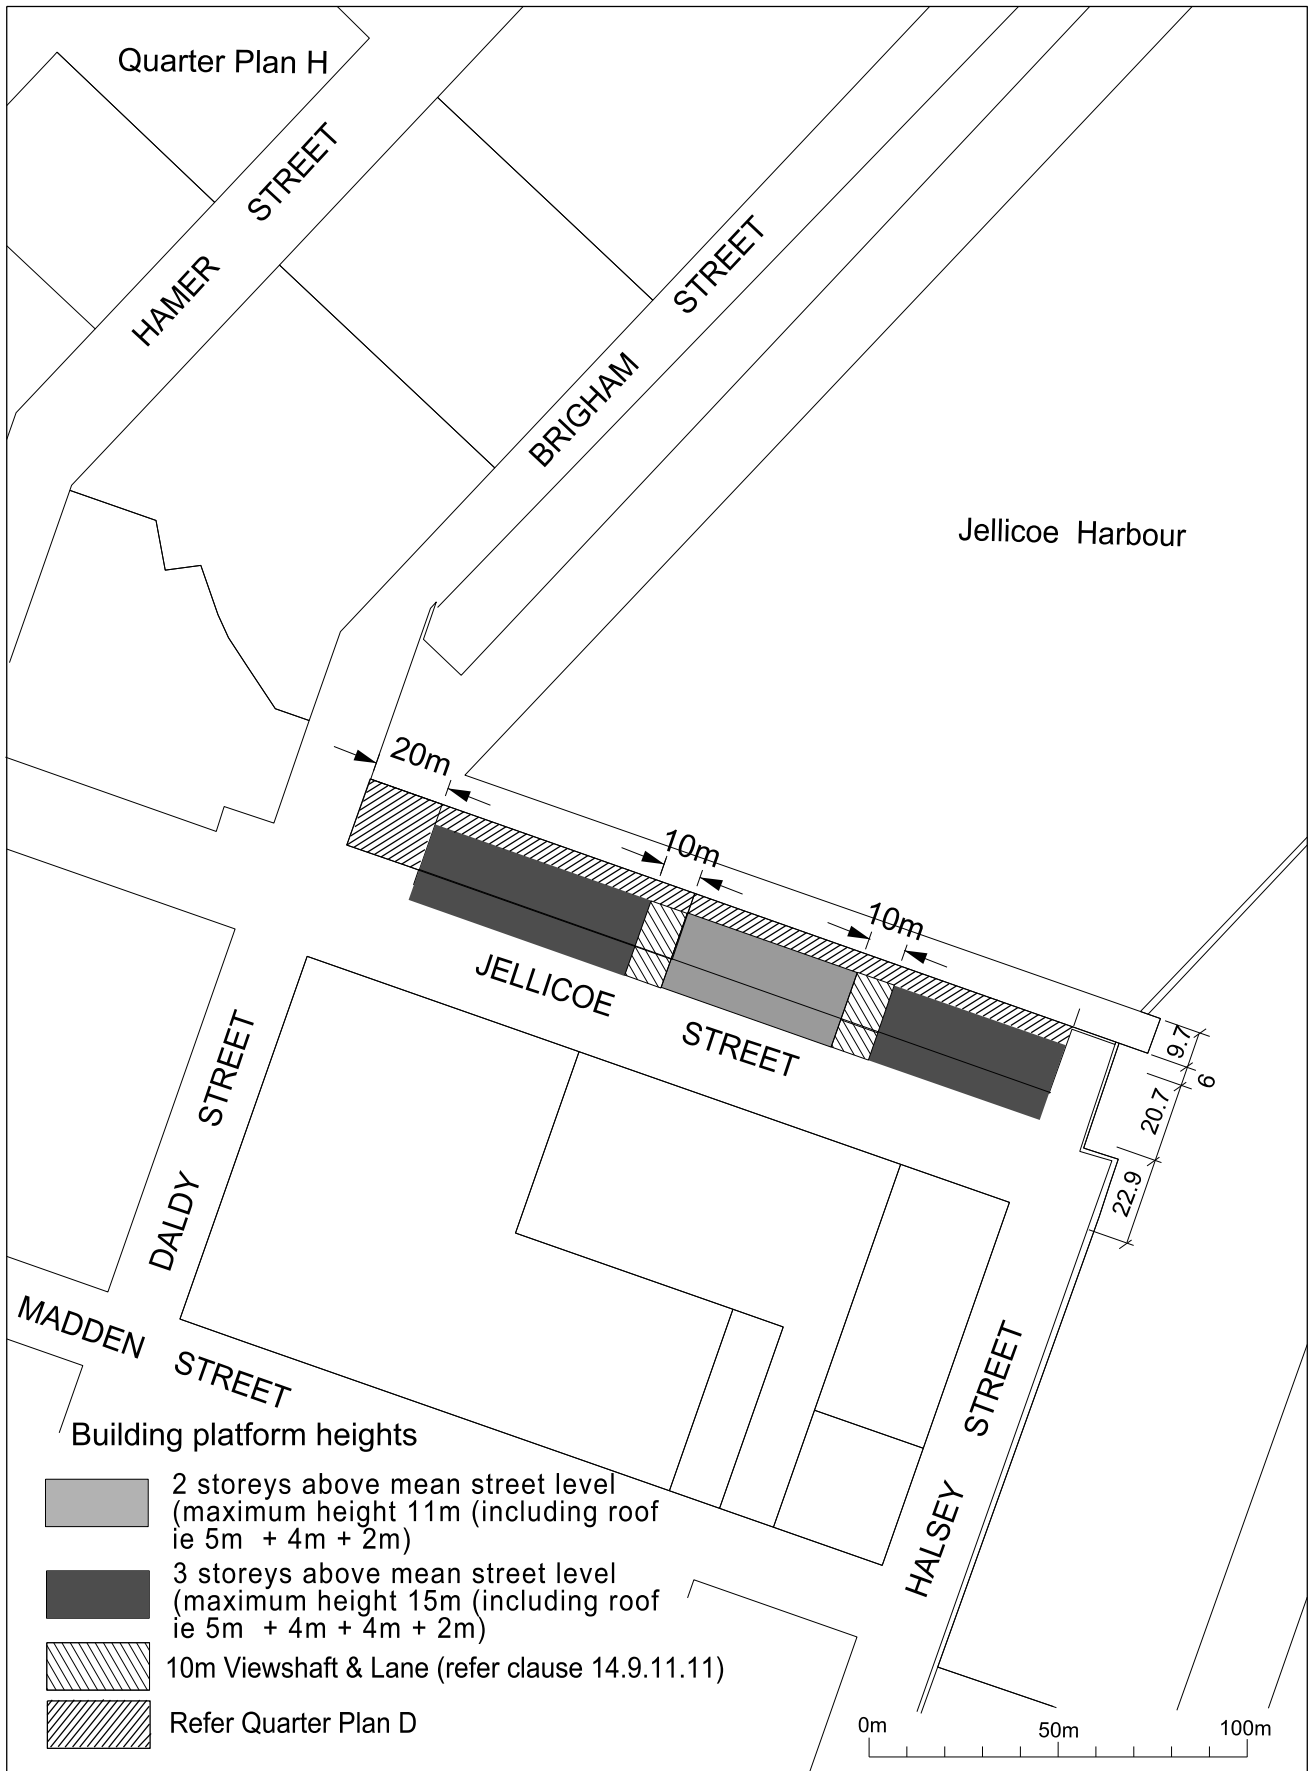 Quarter Plan H
HAMER STREET
BRIGHAM STREET
Jellicoe Harbour
20m
10m
10m
JELLICOE STREET
9.7
6
20.7
22.9
DALDY STREET
MADDEN STREET
HALSEY STREET
Building platform heights
2 storeys above mean street level
(maximum height 11m (including roof
ie 5m + 4m + 2m)
3 storeys above mean street level
(maximum height 15m (including roof
ie 5m + 4m + 4m + 2m)
10m Viewshaft & Lane (refer clause 14.9.11.11)
Refer Quarter Plan D
0m 50m 100m